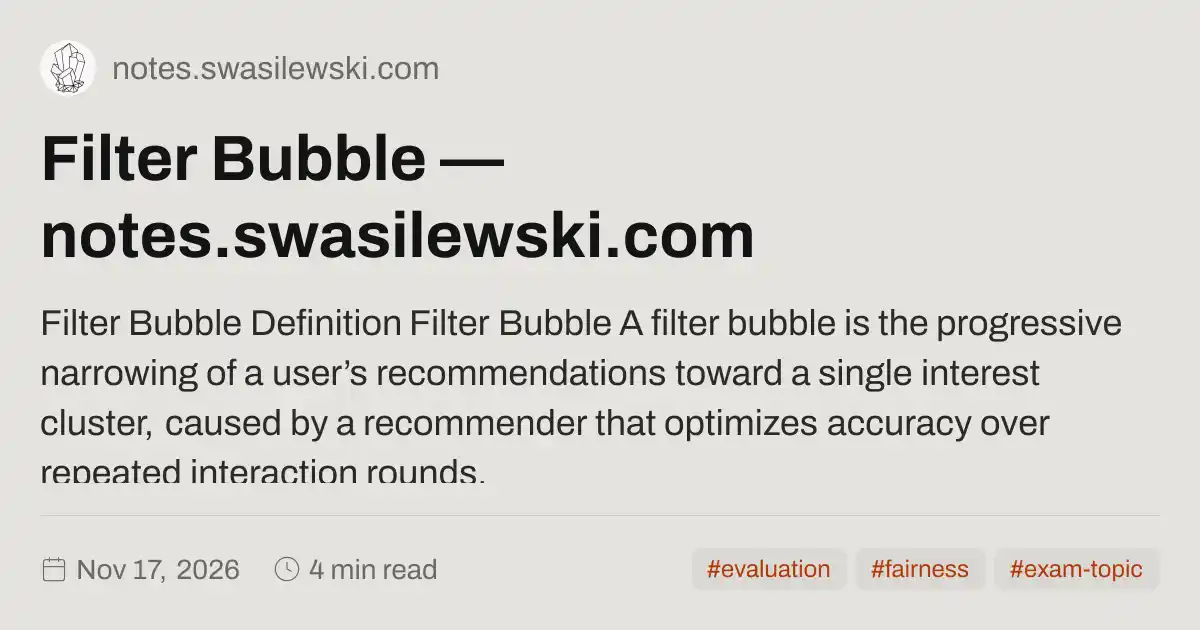 notes.swasilewski.com
Filter Bubble —
notes.swasilewski.com
Filter Bubble Definition Filter Bubble A filter bubble is the progressive
narrowing of a user’s recommendations toward a single interest
cluster, caused by a recommender that optimizes accuracy over
repeated interaction rounds.
Nov 17, 2026 4 min read #evaluation #fairness #exam-topic